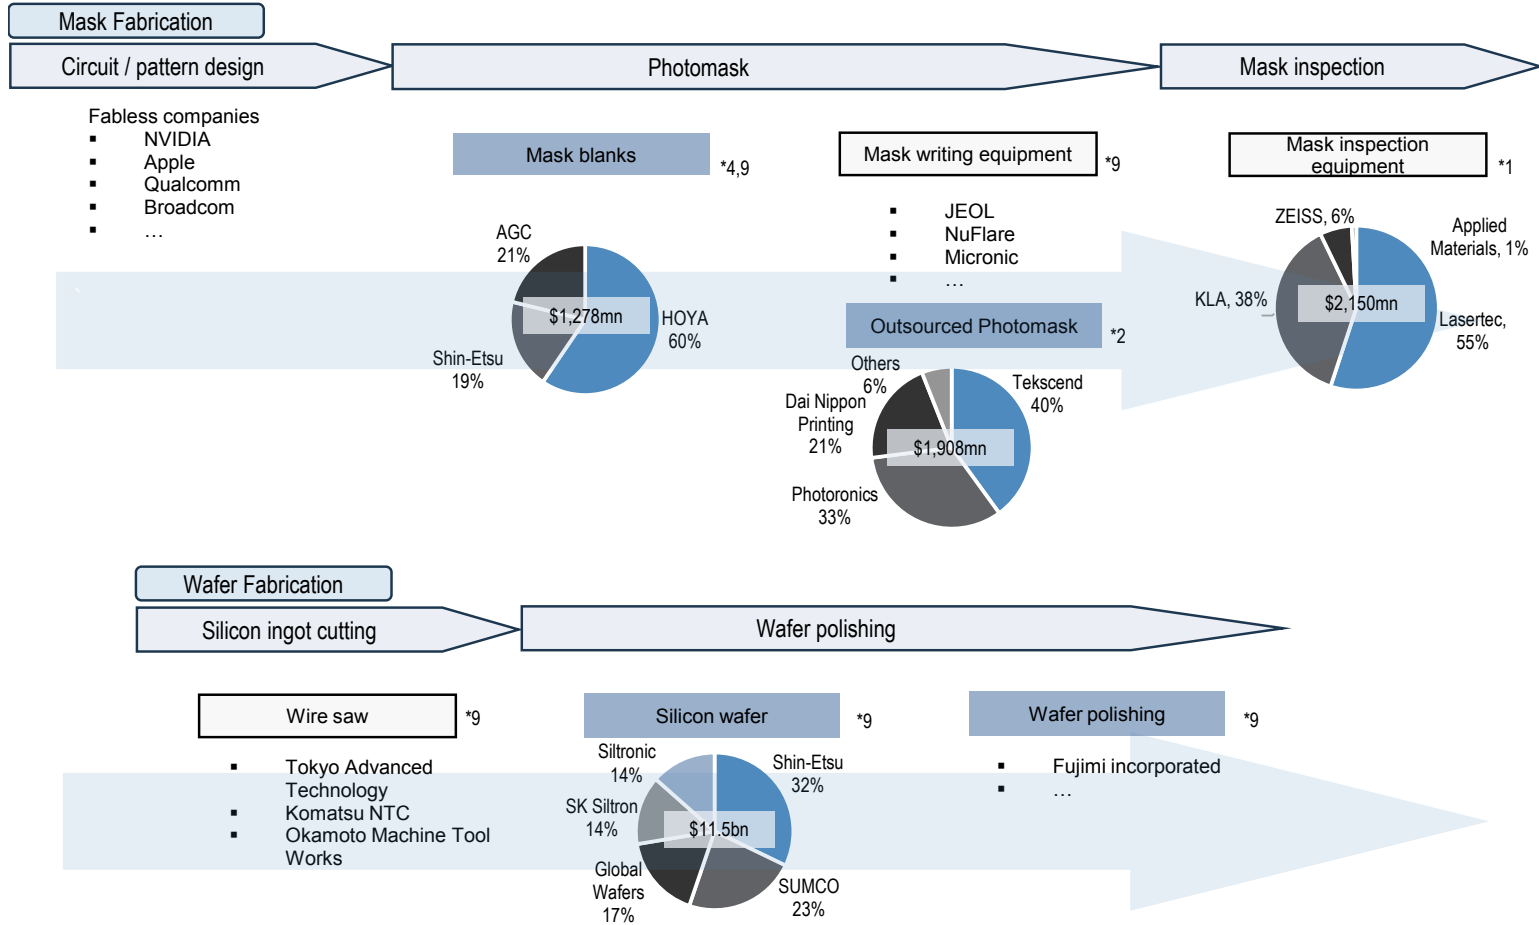 Mask Fabrication
Circuit / pattern design
Photomask
Mask inspection
Fabless companies
▪ NVIDIA
▪ Apple
▪ Qualcomm
▪ Broadcom
▪ …
Mask blanks
*4,9
AGC
21%
$1,278mn
HOYA
60%
Shin-Etsu
19%
Mask writing equipment
*9
▪ JEOL
▪ NuFlare
▪ Micronic
▪ …
Outsourced Photomask
*2
Others
6%
Tekscend
40%
Dai Nippon
Printing
21%
$1,908mn
Photoronics
33%
Mask inspection
equipment
*1
ZEISS, 6%
Applied
Materials, 1%
KLA, 38%
$2,150mn
Lasertec,
55%
Wafer Fabrication
Silicon ingot cutting
Wafer polishing
Wire saw
*9
▪ Tokyo Advanced
Technology
▪ Komatsu NTC
▪ Okamoto Machine Tool
Works
Silicon wafer
*9
Siltronic
14%
Shin-Etsu
32%
SK Siltron
14%
$11.5bn
Global
Wafers
17%
SUMCO
23%
Wafer polishing
*9
▪ Fujimi incorporated
▪ …